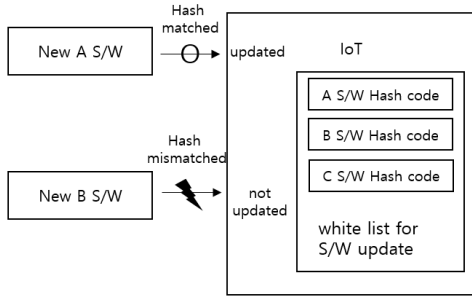 Hash
matched
New A S/W
updated
IoT
A S/W Hash code
B S/W Hash code
C S/W Hash code
Hash
mismatched
New B S/W
not
updated
white list for
S/W update